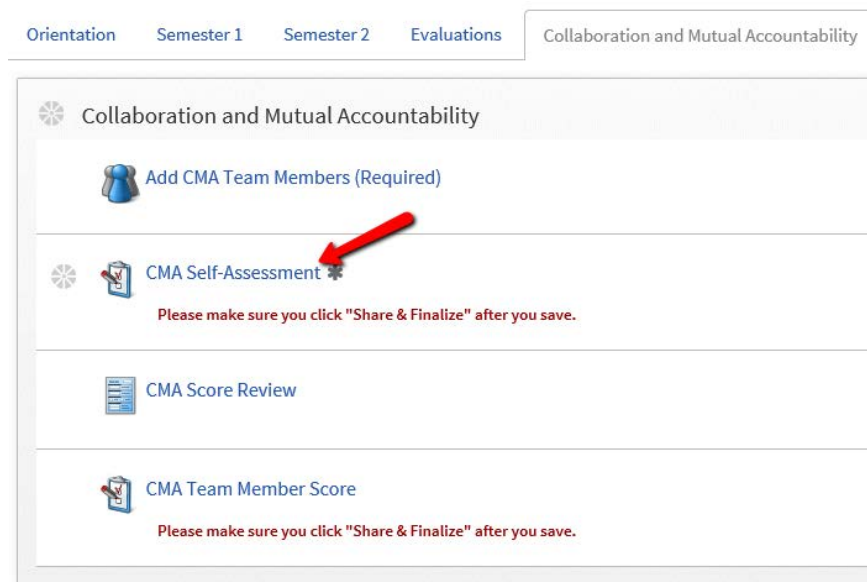 Orientation Semester 1 Semester 2 Evaluations Collaboration and Mutual Accountability
Collaboration and Mutual Accountability
Add CMA Team Members (Required)
CMA Self-Assessment ✱
Please make sure you click "Share & Finalize" after you save.
CMA Score Review
CMA Team Member Score
Please make sure you click "Share & Finalize" after you save.